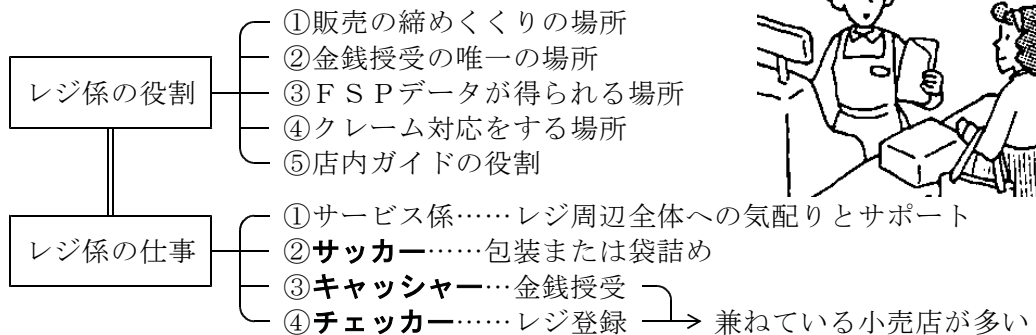 ①販売の締めくくりの場所
②金銭授受の唯一の場所
レジ係の役割
③ＦＳＰデータが得られる場所
④クレーム対応をする場所
⑤店内ガイドの役割
①サービス係……レジ周辺全体への気配りとサポート
レジ係の仕事
②サッカー……包装または袋詰め
③キャッシャー…金銭授受
④チェッカー……レジ登録 → 兼ねている小売店が多い